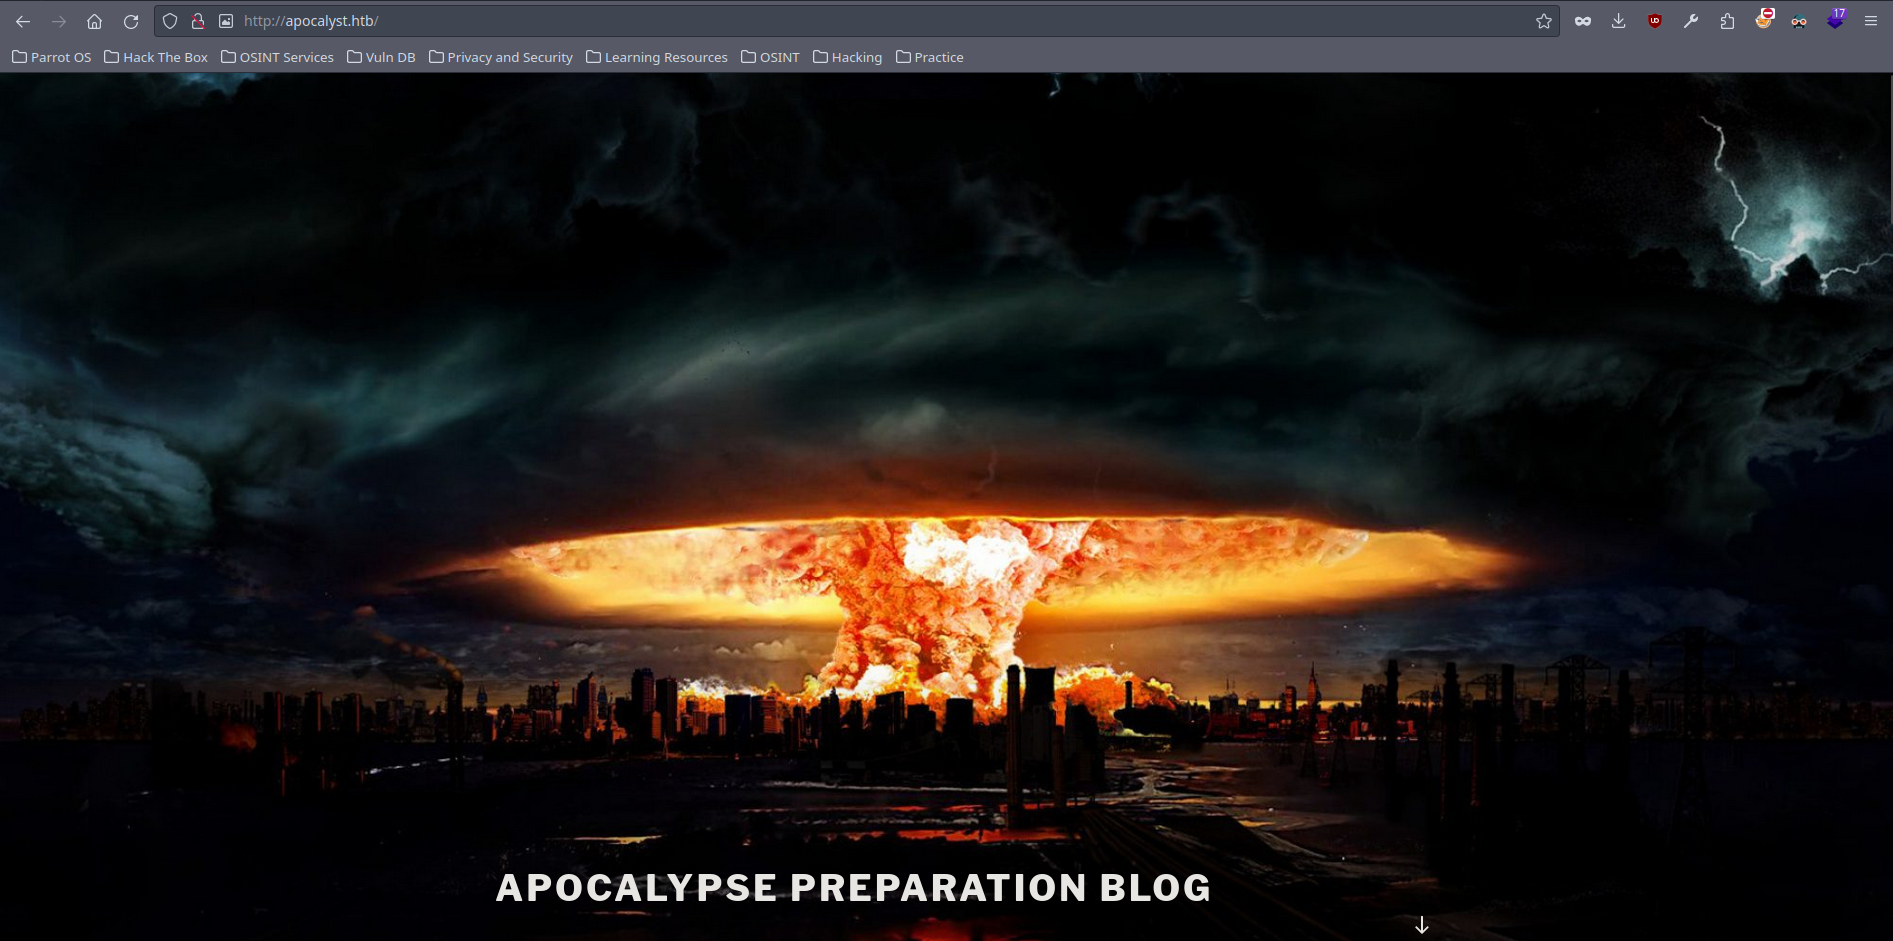 http://apocalyst.htb/
17
Parrot OS Hack The Box OSINT Services Vuln DB Privacy and Security Learning Resources OSINT Hacking Practice
APOCALYPSE PREPARATION BLOG